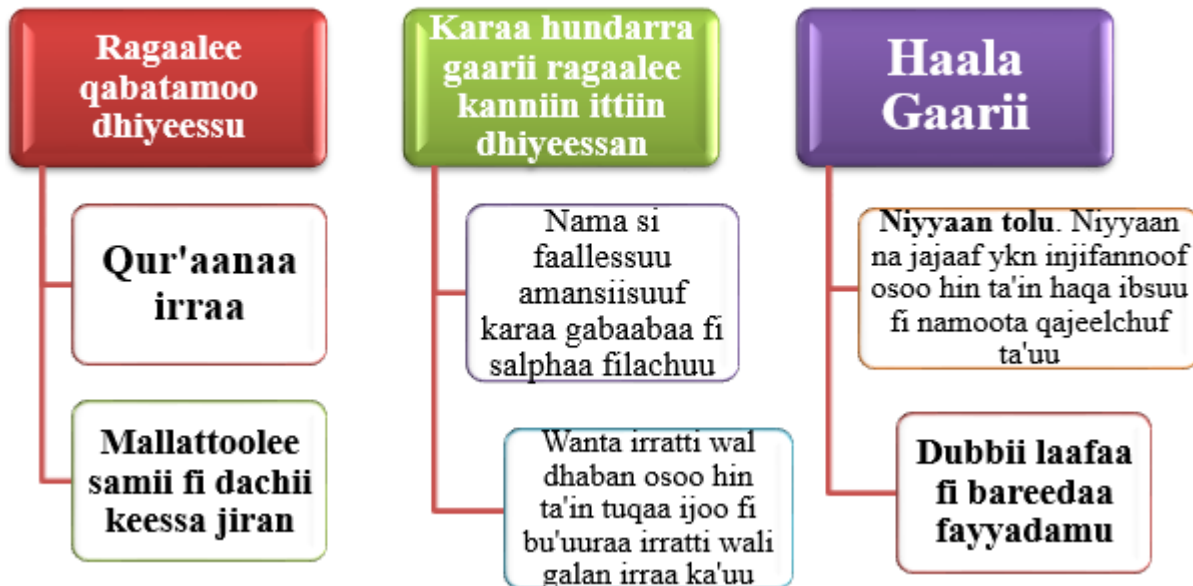 Ragaalee
qabatamoo
dhiyeessu
Qur'aanaa
irraa
Mallattoolee
samii fi dachii
keessa jiran
Karaa hundarra
gaarii ragaalee
kanniin ittiin
dhiyeessan
Nama si
faallessuu
amansiisuuf
karaa gabaabaa fi
salphaa filachuu
Wanta irratti wal
dhaban osoo hin
ta'in tuqaa ijoo fi
bu'uuraa irratti wali
galan irraa ka'uu
Haala
Gaarii
Niyyaan tolu. Niyyaan
na jajaaf ykn injifannoof
osoo hin ta'in haqa ibsuu
fi namoota qajeelchuf
ta'uu
Dubbii laafaa
fi bareedaa
fayyadamu